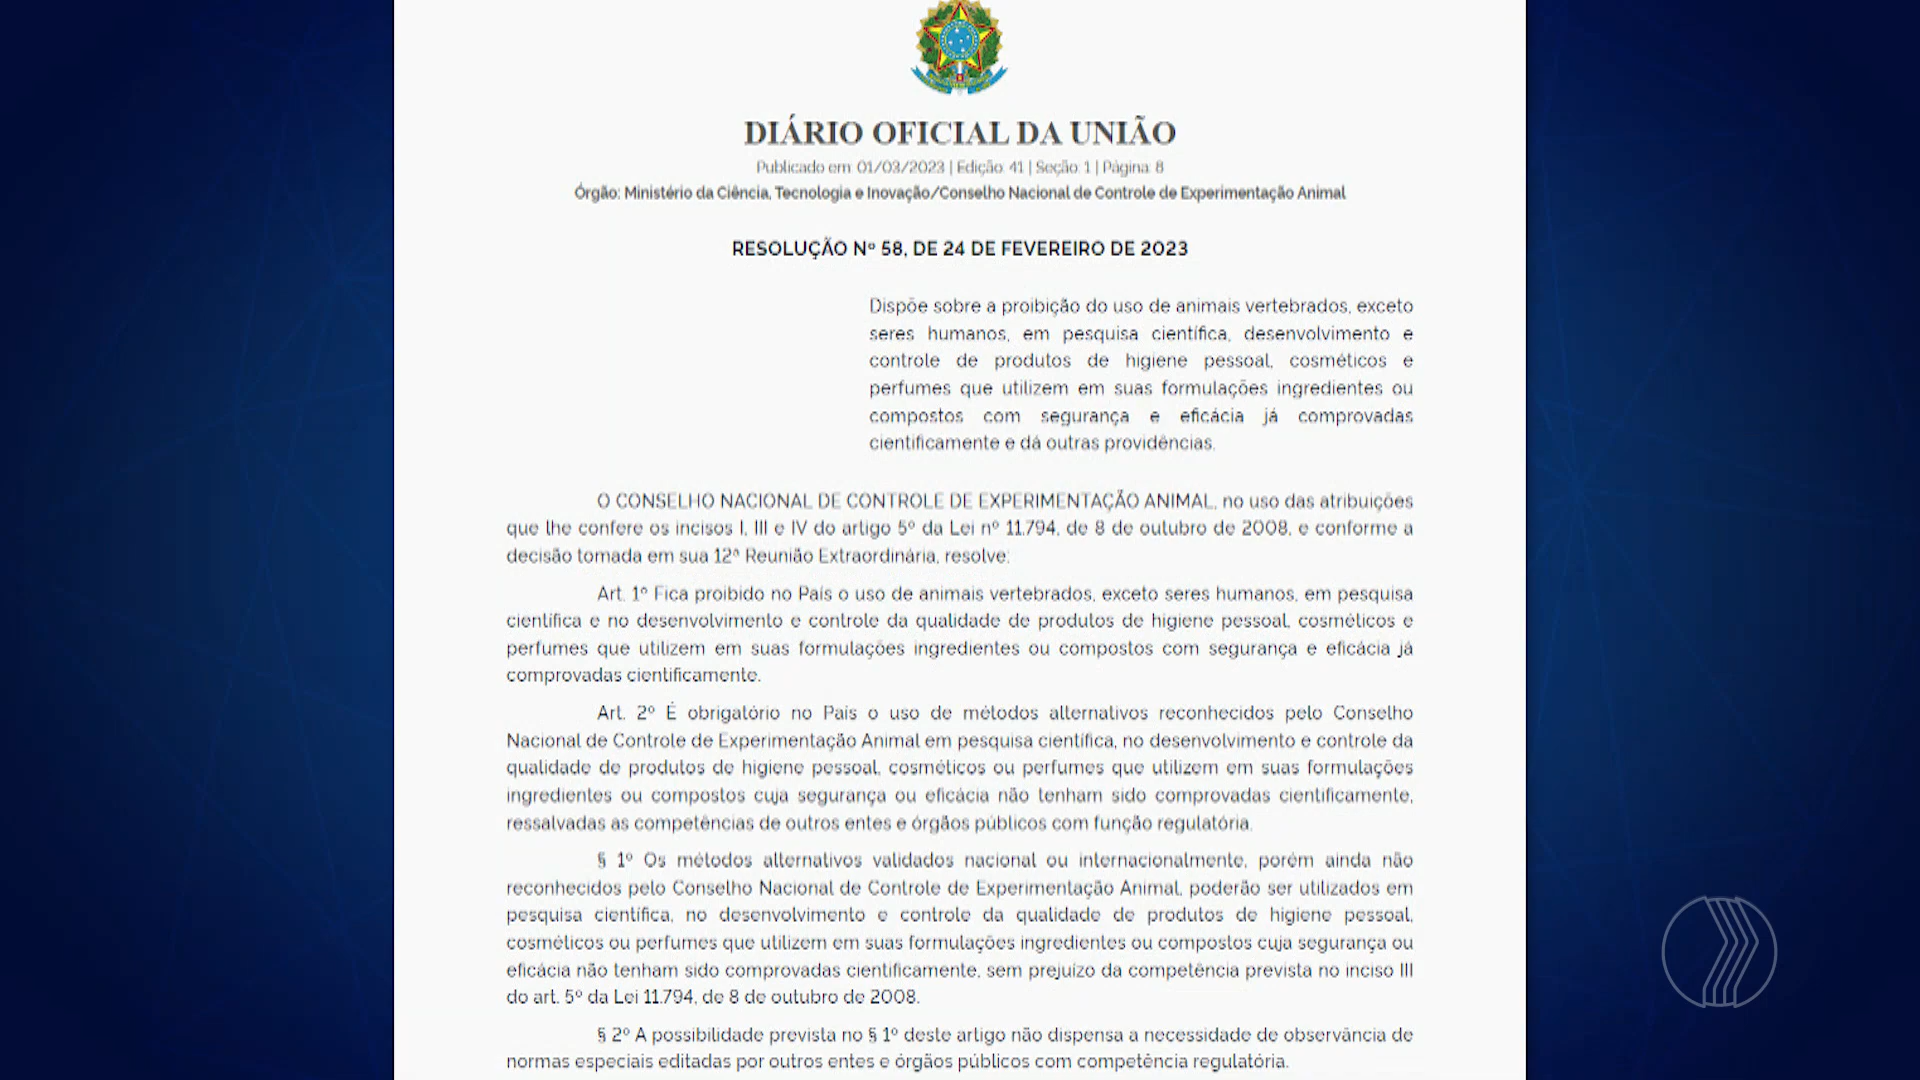 DIÁRIO OFICIAL DA UNIÃO
Publicado em: 01/03/2023 | Edição: 41 | Seção: 1 | Página: 8
Órgão: Ministério da Ciência, Tecnologia e Inovação/Conselho Nacional de Controle de Experimentação Animal
RESOLUÇÃO Nº 58, DE 24 DE FEVEREIRO DE 2023
Dispõe sobre a proibição do uso de animais vertebrados, exceto
seres humanos, em pesquisa científica, desenvolvimento e
controle de produtos de higiene pessoal, cosméticos e
perfumes que utilizem em suas formulações ingredientes ou
compostos com segurança e eficácia já comprovadas
cientificamente e dá outras providências.
O CONSELHO NACIONAL DE CONTROLE DE EXPERIMENTAÇÃO ANIMAL, no uso das atribuições
que lhe confere os incisos I, III e IV do artigo 5º da Lei nº 11.794, de 8 de outubro de 2008, e conforme a
decisão tomada em sua 12ª Reunião Extraordinária, resolve:
Art. 1º Fica proibido no País o uso de animais vertebrados, exceto seres humanos, em pesquisa
científica e no desenvolvimento e controle da qualidade de produtos de higiene pessoal, cosméticos e
perfumes que utilizem em suas formulações ingredientes ou compostos com segurança e eficácia já
comprovadas cientificamente.
Art. 2º É obrigatório no País o uso de métodos alternativos reconhecidos pelo Conselho
Nacional de Controle de Experimentação Animal em pesquisa científica, no desenvolvimento e controle da
qualidade de produtos de higiene pessoal, cosméticos ou perfumes que utilizem em suas formulações
ingredientes ou compostos cuja segurança ou eficácia não tenham sido comprovadas cientificamente,
ressalvadas as competências de outros entes e órgãos públicos com função regulatória.
§ 1º Os métodos alternativos validados nacional ou internacionalmente, porém ainda não
reconhecidos pelo Conselho Nacional de Controle de Experimentação Animal, poderão ser utilizados em
pesquisa científica, no desenvolvimento e controle da qualidade de produtos de higiene pessoal,
cosméticos ou perfumes que utilizem em suas formulações ingredientes ou compostos cuja segurança ou
eficácia não tenham sido comprovadas cientificamente, sem prejuízo da competência prevista no inciso III
do art. 5º da Lei 11.794, de 8 de outubro de 2008.
§ 2º A possibilidade prevista no § 1º deste artigo não dispensa a necessidade de observância de
normas especiais editadas por outros entes e órgãos públicos com competência regulatória.